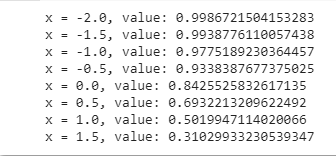 x = -2.0, value: 0.9986721504153283
x = -1.5, value: 0.9938776110057438
x = -1.0, value: 0.9775189230364457
x = -0.5, value: 0.9338387677375025
x = 0.0, value: 0.8425525832617135
x = 0.5, value: 0.6932213209622492
x = 1.0, value: 0.5019947114020066
x = 1.5, value: 0.31029933230539347